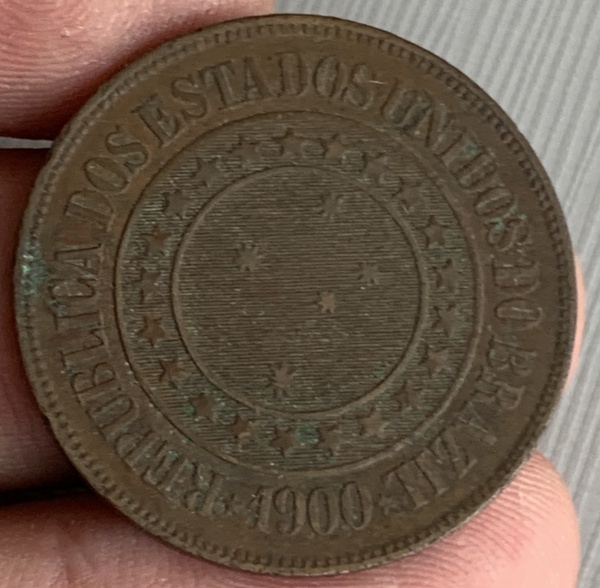 REPUBLICA DOS ESTADOS UNIDOS DO BRAZIL
★ 1900 ★